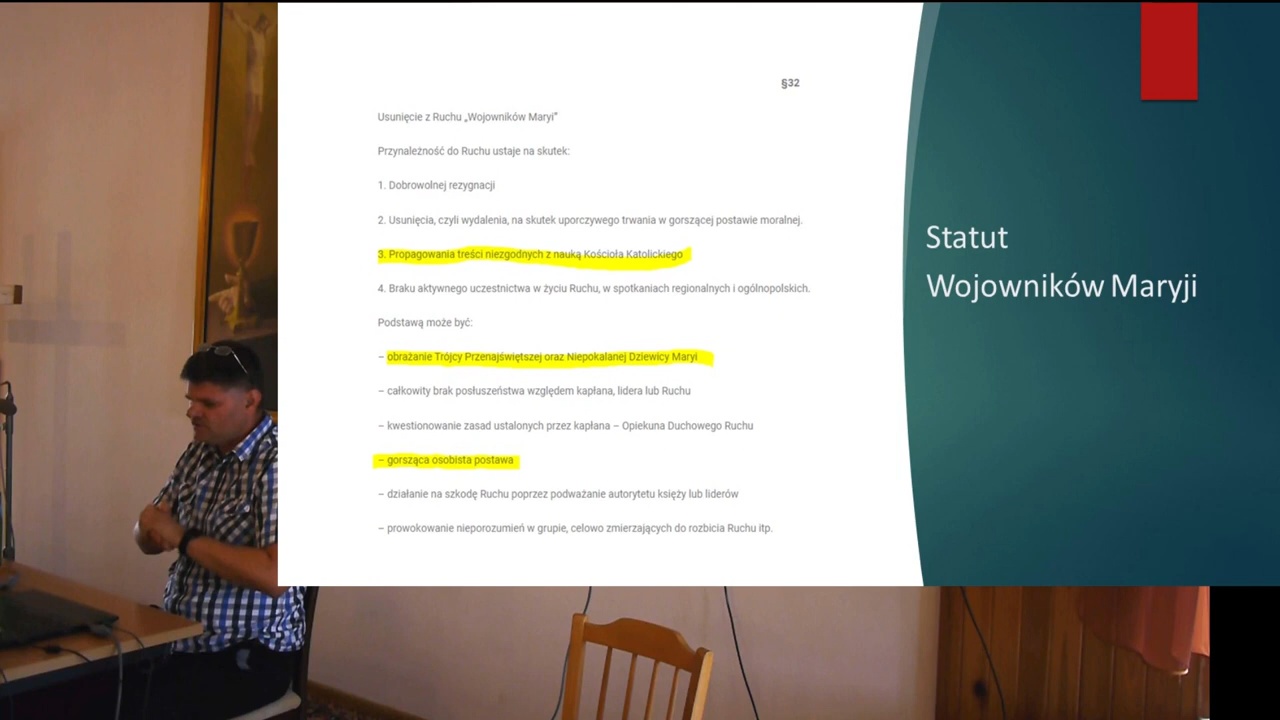 §32
Usunięcie z Ruchu „Wojowników Maryi”
Przynależność do Ruchu ustaje na skutek:
1. Dobrowolnej rezygnacji
2. Usunięcia, czyli wydalenia, na skutek uporczywego trwania w gorszącej postawie moralnej.
3. Propagowania treści niezgodnych z nauką Kościoła Katolickiego
4. Braku aktywnego uczestnictwa w życiu Ruchu, w spotkaniach regionalnych i ogólnopolskich.
Podstawą może być:
– obrażanie Trójcy Przenajświętszej oraz Niepokalanej Dziewicy Maryi
– całkowity brak posłuszeństwa względem kapłana, lidera lub Ruchu
– kwestionowanie zasad ustalonych przez kapłana – Opiekuna Duchowego Ruchu
– gorsząca osobista postawa
– działanie na szkodę Ruchu poprzez podważanie autorytetu księży lub liderów
– prowokowanie nieporozumień w grupie, celowo zmierzających do rozbicia Ruchu itp.
Statut
Wojowników Maryji